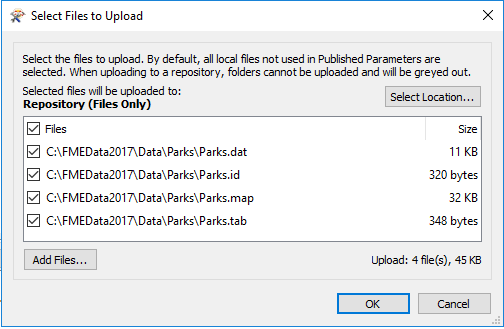 Select Files to Upload
Select the files to upload. By default, all local files not used in Published Parameters are
selected. When uploading to a repository, folders cannot be uploaded and will be greyed out.
Selected files will be uploaded to:
Repository (Files Only)
Select Location...
Files Size
C:\FMEData2017\Data\Parks\Parks.dat 11 KB
C:\FMEData2017\Data\Parks\Parks.id 320 bytes
C:\FMEData2017\Data\Parks\Parks.map 32 KB
C:\FMEData2017\Data\Parks\Parks.tab 348 bytes
Add Files... Upload: 4 file(s), 45 KB
OK Cancel